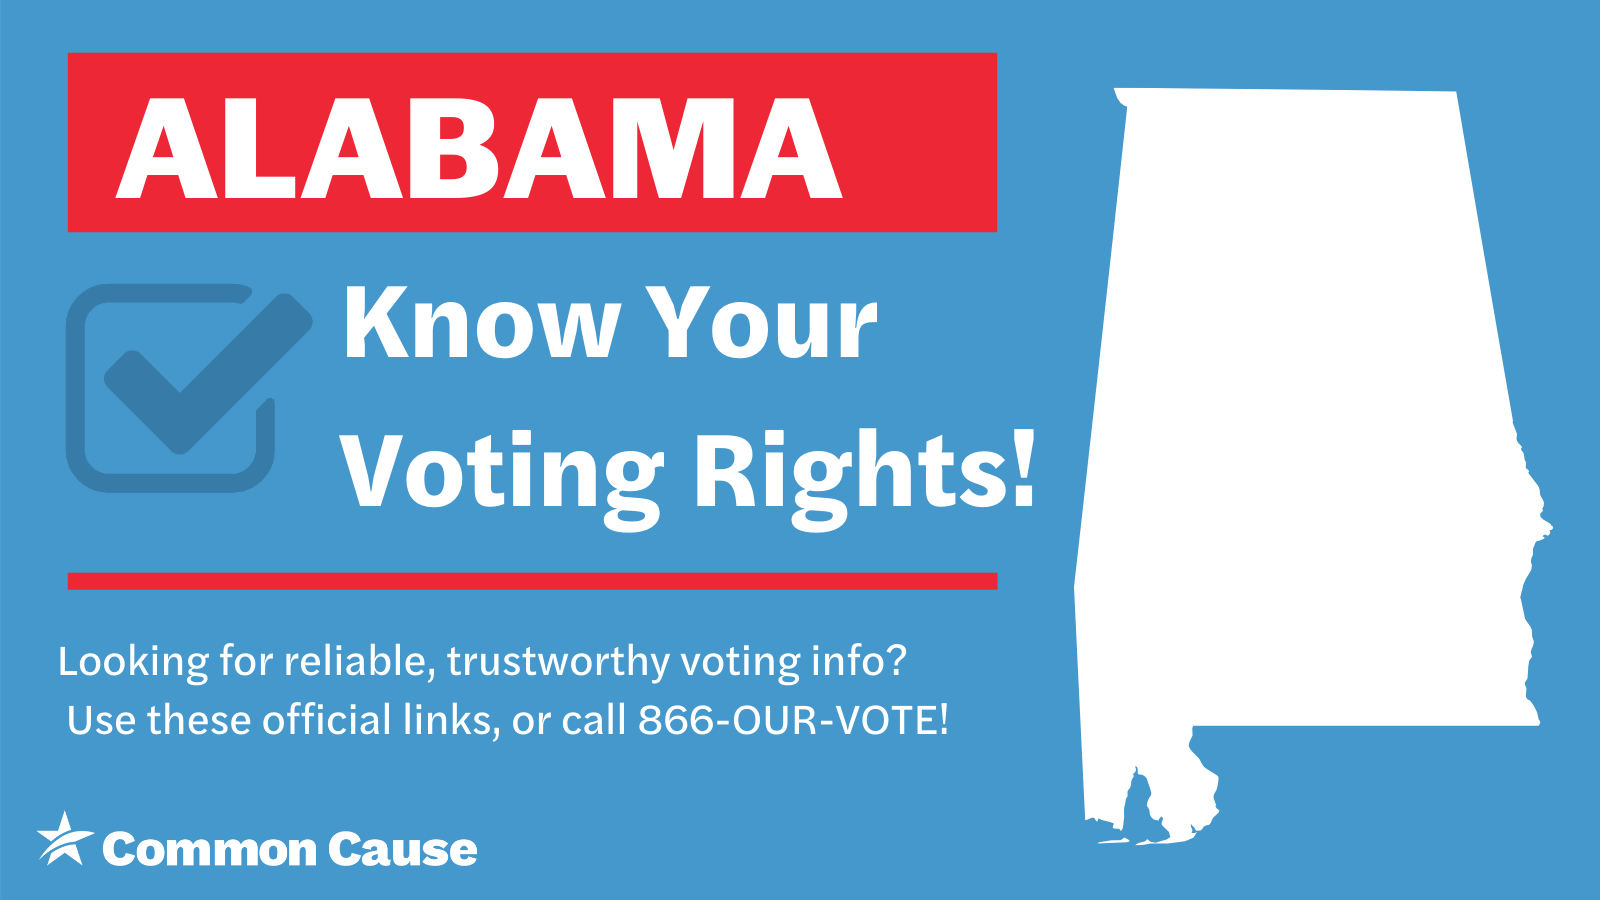 ALABAMA
Know Your
Voting Rights!
Looking for reliable, trustworthy voting info?
Use these official links, or call 866-OUR-VOTE!
Common Cause